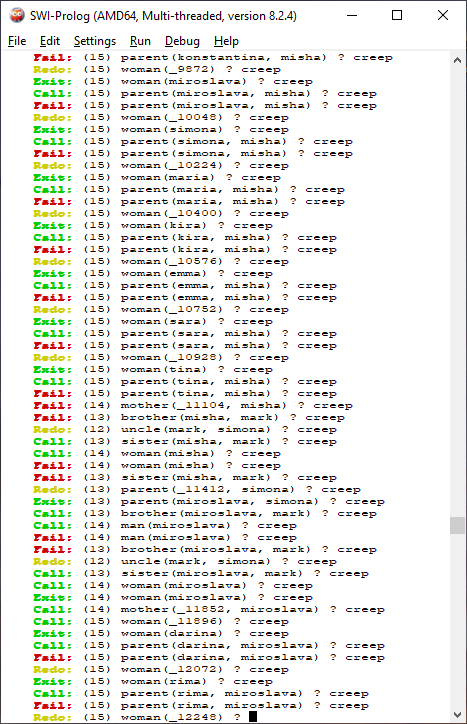 SWI-Prolog (AMD64, Multi-threaded, version 8.2.4)
File Edit Settings Run Debug Help
Fail: (15) parent(konstantina, misha) ? creep
Redo: (15) woman(_9872) ? creep
Exit: (15) woman(miroslava) ? creep
Call: (15) parent(miroslava, misha) ? creep
Fail: (15) parent(miroslava, misha) ? creep
Redo: (15) woman(_10048) ? creep
Exit: (15) woman(simona) ? creep
Call: (15) parent(simona, misha) ? creep
Fail: (15) parent(simona, misha) ? creep
Redo: (15) woman(_10224) ? creep
Exit: (15) woman(maria) ? creep
Call: (15) parent(maria, misha) ? creep
Fail: (15) parent(maria, misha) ? creep
Redo: (15) woman(_10400) ? creep
Exit: (15) woman(kira) ? creep
Call: (15) parent(kira, misha) ? creep
Fail: (15) parent(kira, misha) ? creep
Redo: (15) woman(_10576) ? creep
Exit: (15) woman(emma) ? creep
Call: (15) parent(emma, misha) ? creep
Fail: (15) parent(emma, misha) ? creep
Redo: (15) woman(_10752) ? creep
Exit: (15) woman(sara) ? creep
Call: (15) parent(sara, misha) ? creep
Fail: (15) parent(sara, misha) ? creep
Redo: (15) woman(_10928) ? creep
Exit: (15) woman(tina) ? creep
Call: (15) parent(tina, misha) ? creep
Fail: (15) parent(tina, misha) ? creep
Fail: (14) mother(_11104, misha) ? creep
Fail: (13) brother(misha, mark) ? creep
Redo: (12) uncle(mark, simona) ? creep
Call: (13) sister(misha, mark) ? creep
Call: (14) woman(misha) ? creep
Fail: (14) woman(misha) ? creep
Fail: (13) sister(misha, mark) ? creep
Redo: (13) parent(_11412, simona) ? creep
Exit: (13) parent(miroslava, simona) ? creep
Call: (13) brother(miroslava, mark) ? creep
Call: (14) man(miroslava) ? creep
Fail: (14) man(miroslava) ? creep
Fail: (13) brother(miroslava, mark) ? creep
Redo: (12) uncle(mark, simona) ? creep
Call: (13) sister(miroslava, mark) ? creep
Call: (14) woman(miroslava) ? creep
Exit: (14) woman(miroslava) ? creep
Call: (14) mother(_11852, miroslava) ? creep
Call: (15) woman(_11896) ? creep
Exit: (15) woman(darina) ? creep
Call: (15) parent(darina, miroslava) ? creep
Fail: (15) parent(darina, miroslava) ? creep
Redo: (15) woman(_12072) ? creep
Exit: (15) woman(rima) ? creep
Call: (15) parent(rima, miroslava) ? creep
Fail: (15) parent(rima, miroslava) ? creep
Redo: (15) woman(_12248) ?